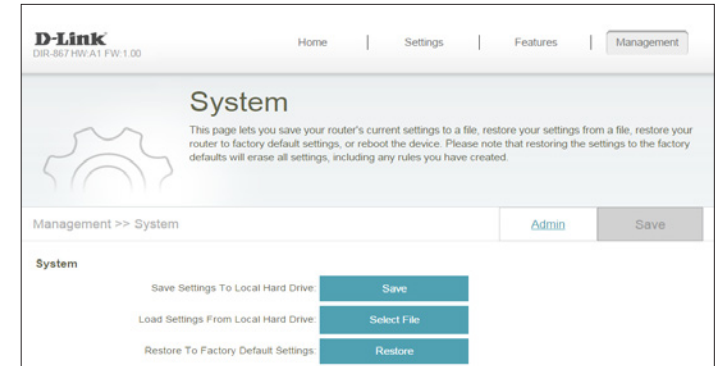 D-Link
DIR-867 HW:A1 FW:1.00
Home | Settings | Features | Management
System
This page lets you save your router's current settings to a file, restore your settings from a file, restore your
router to factory default settings, or reboot the device. Please note that restoring the settings to the factory
defaults will erase all settings, including any rules you have created.
Management >> System
Admin
Save
System
Save Settings To Local Hard Drive: Save
Load Settings From Local Hard Drive: Select File
Restore To Factory Default Settings: Restore